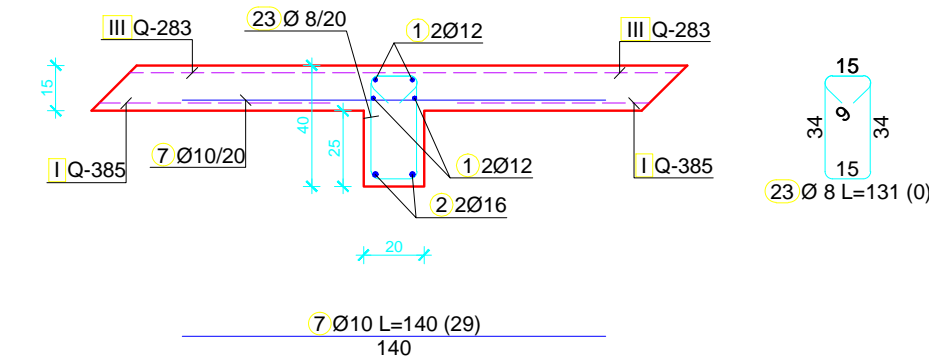 23 Ø 8/20
III Q-283
1 2Ø12
III Q-283
15
15
40
34
9
34
25
I Q-385
7 Ø10/20
1 2Ø12
I Q-385
15
23 Ø 8 L=131 (0)
2 2Ø16
20
7 Ø10 L=140 (29)
140